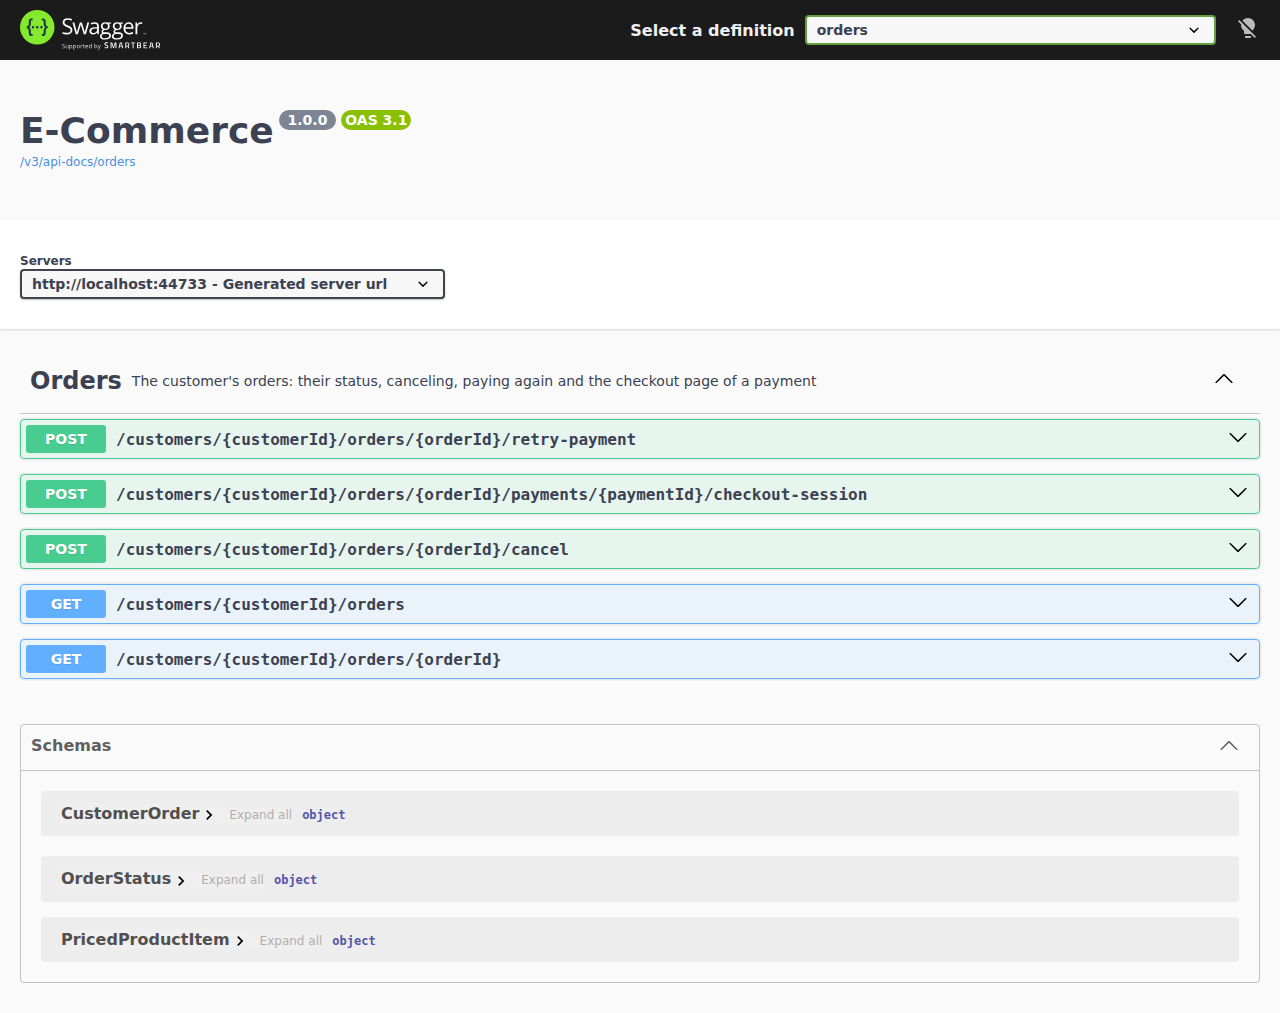 Swagger
Supported by SMARTBEAR
Select a definition
orders
E-Commerce
1.0.0
OAS 3.1
/v3/api-docs/orders
Servers
http://localhost:44733 - Generated server url
Orders
The customer's orders: their status, canceling, paying again and the checkout page of a payment
POST /customers/{customerId}/orders/{orderId}/retry-payment
POST /customers/{customerId}/orders/{orderId}/payments/{paymentId}/checkout-session
POST /customers/{customerId}/orders/{orderId}/cancel
GET /customers/{customerId}/orders
GET /customers/{customerId}/orders/{orderId}
Schemas
CustomerOrder Expand all object
OrderStatus Expand all object
PricedProductItem Expand all object